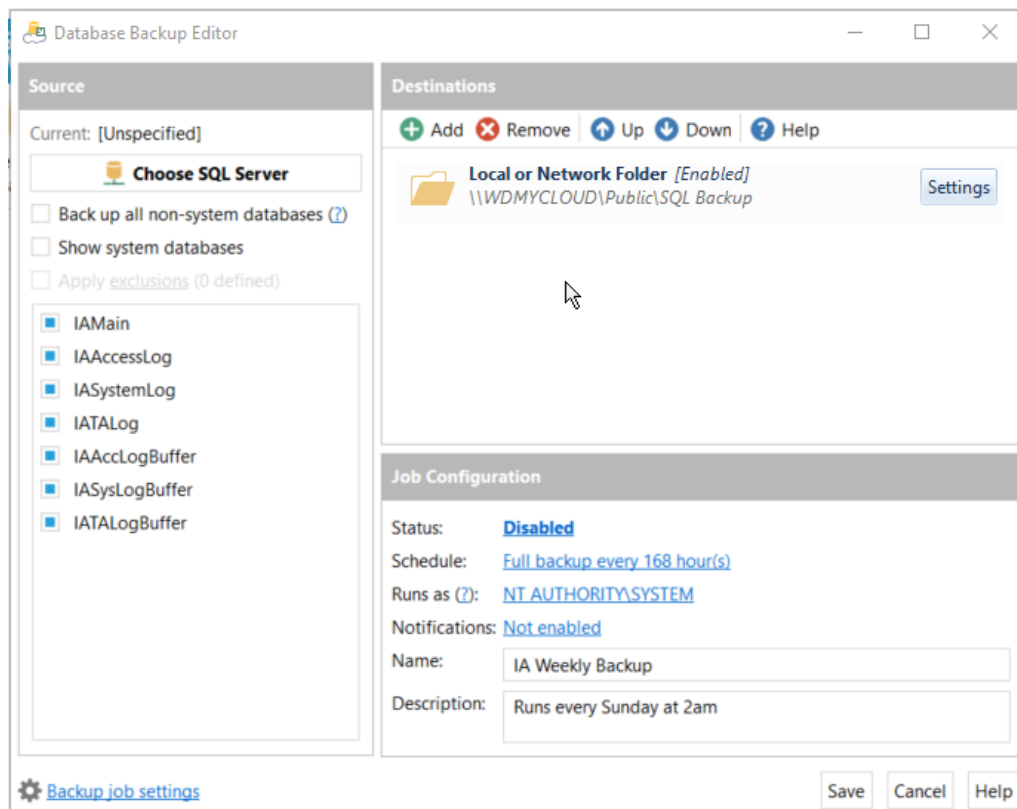 Database Backup Editor
Source
Current: [Unspecified]
Choose SQL Server
Back up all non-system databases (?)
Show system databases
Apply exclusions (0 defined)
IAMain
IAAccessLog
IASystemLog
IATALog
IAAccLogBuffer
IASysLogBuffer
IATALogBuffer
Destinations
Add Remove Up Down ? Help
Local or Network Folder [Enabled]
\\WDMYCLOUD\Public\SQL Backup
Settings
Job Configuration
Status: Disabled
Schedule: Full backup every 168 hour(s)
Runs as (?): NT AUTHORITY\SYSTEM
Notifications: Not enabled
Name: IA Weekly Backup
Description: Runs every Sunday at 2am
Backup job settings
Save Cancel Help